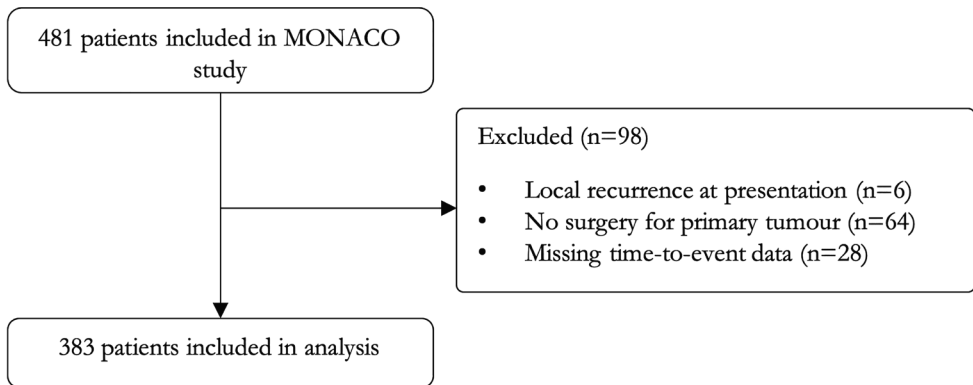 481 patients included in MONACO
study
Excluded (n=98)
• Local recurrence at presentation (n=6)
• No surgery for primary tumour (n=64)
• Missing time-to-event data (n=28)
383 patients included in analysis